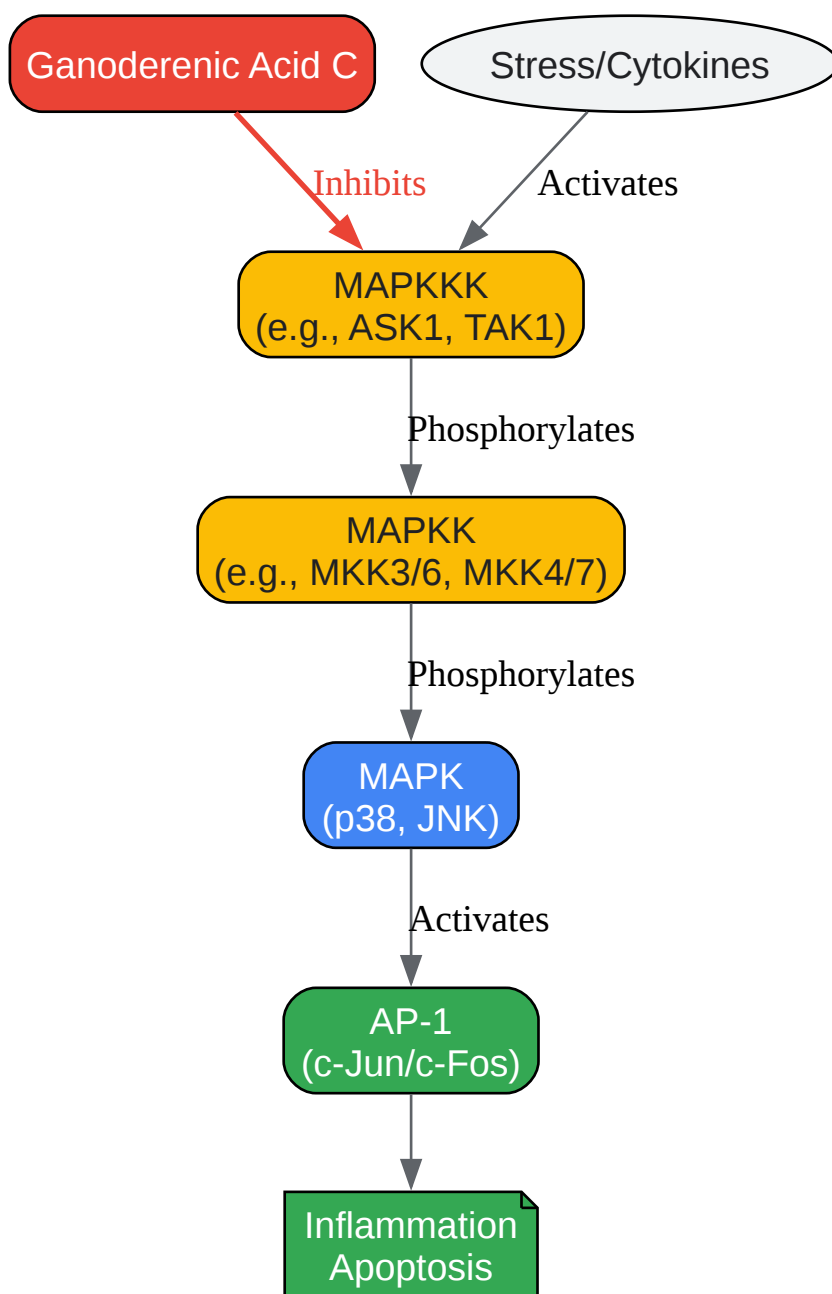 Ganoderenic Acid C
Stress/Cytokines
Inhibits
Activates
MAPKKK
(e.g., ASK1, TAK1)
Phosphorylates
MAPKK
(e.g., MKK3/6, MKK4/7)
Phosphorylates
MAPK
(p38, JNK)
Activates
AP-1
(c-Jun/c-Fos)
Inflammation
Apoptosis